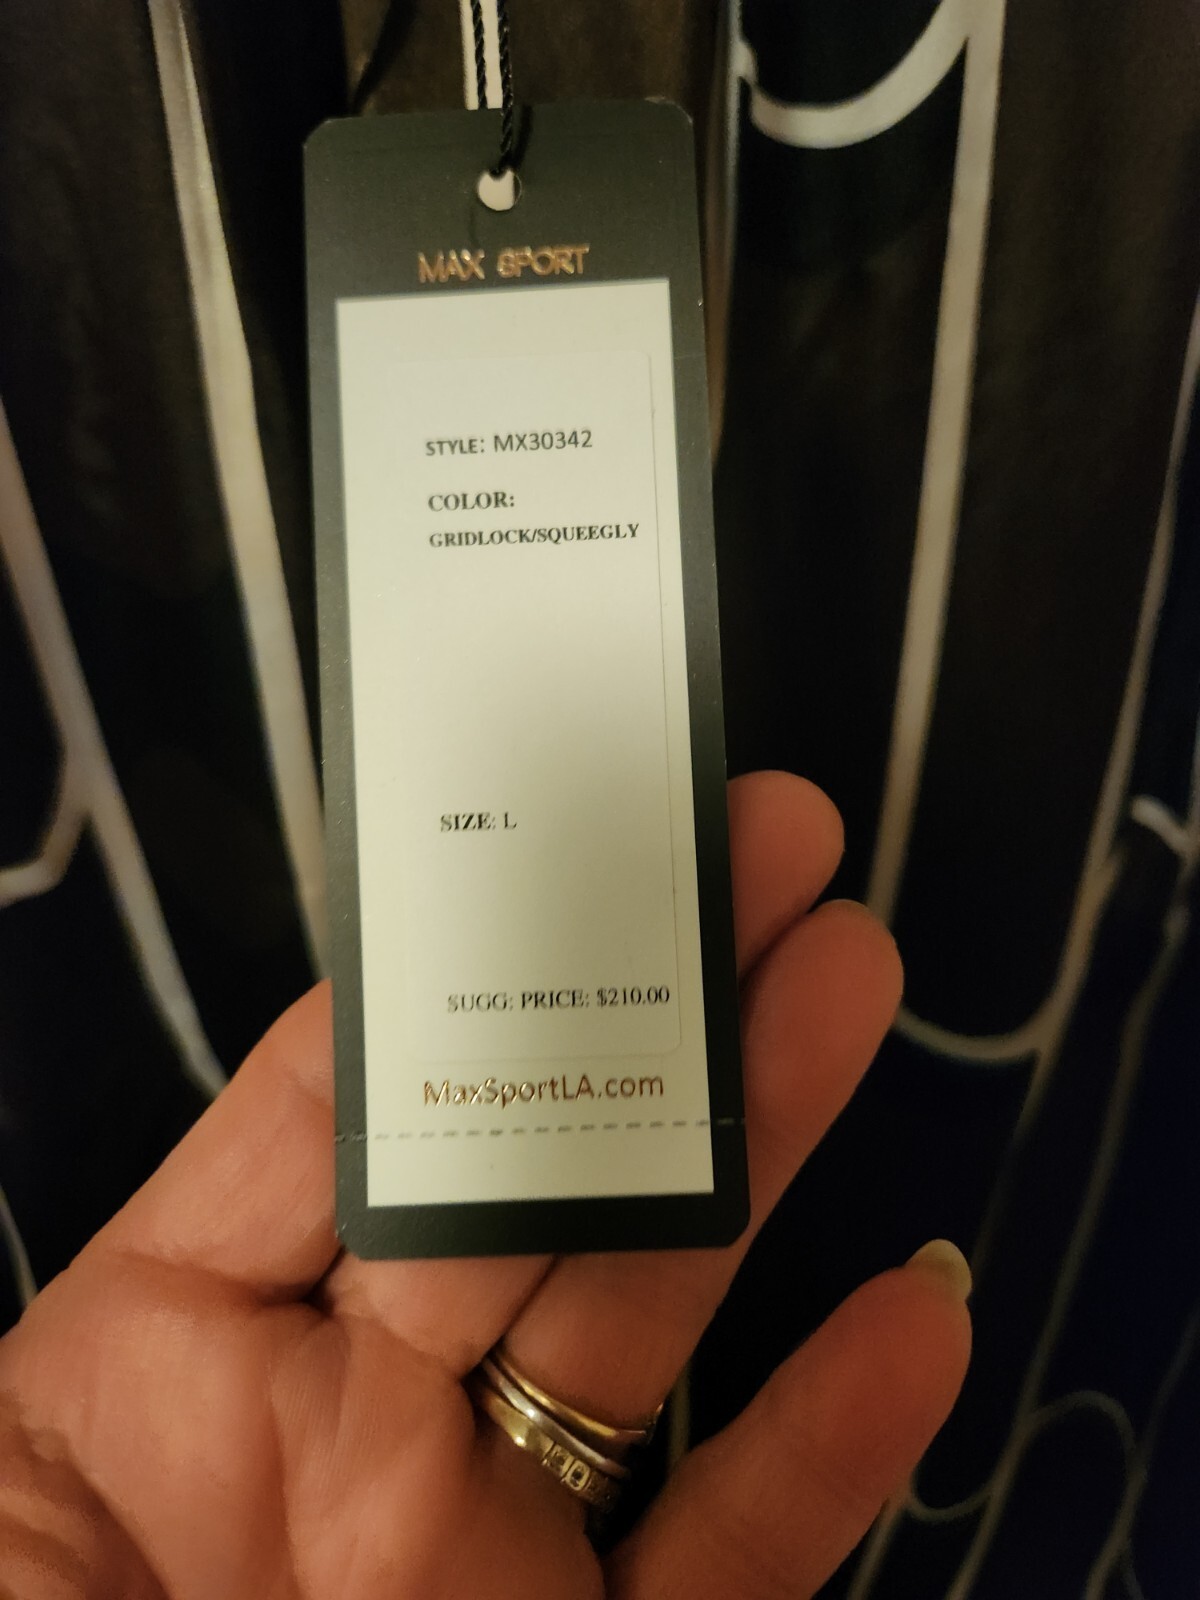 MAX SPORT
STYLE: MX30342
COLOR:
GRIDLOCK/SQUEEGLY
SIZE: L
SUGG: PRICE: $210.00
MaxSportLA.com